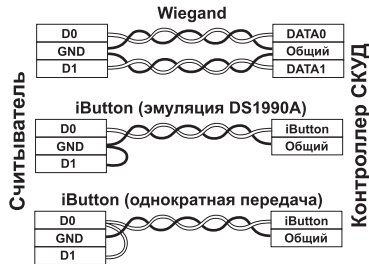 Wiegand
D0 DATA0
GND Общий
D1 DATA1
iButton (эмуляция DS1990A)
D0 iButton
GND Общий
D1
iButton (однократная передача)
D0 iButton
GND Общий
D1
Считыватель
Контроллер СКУД